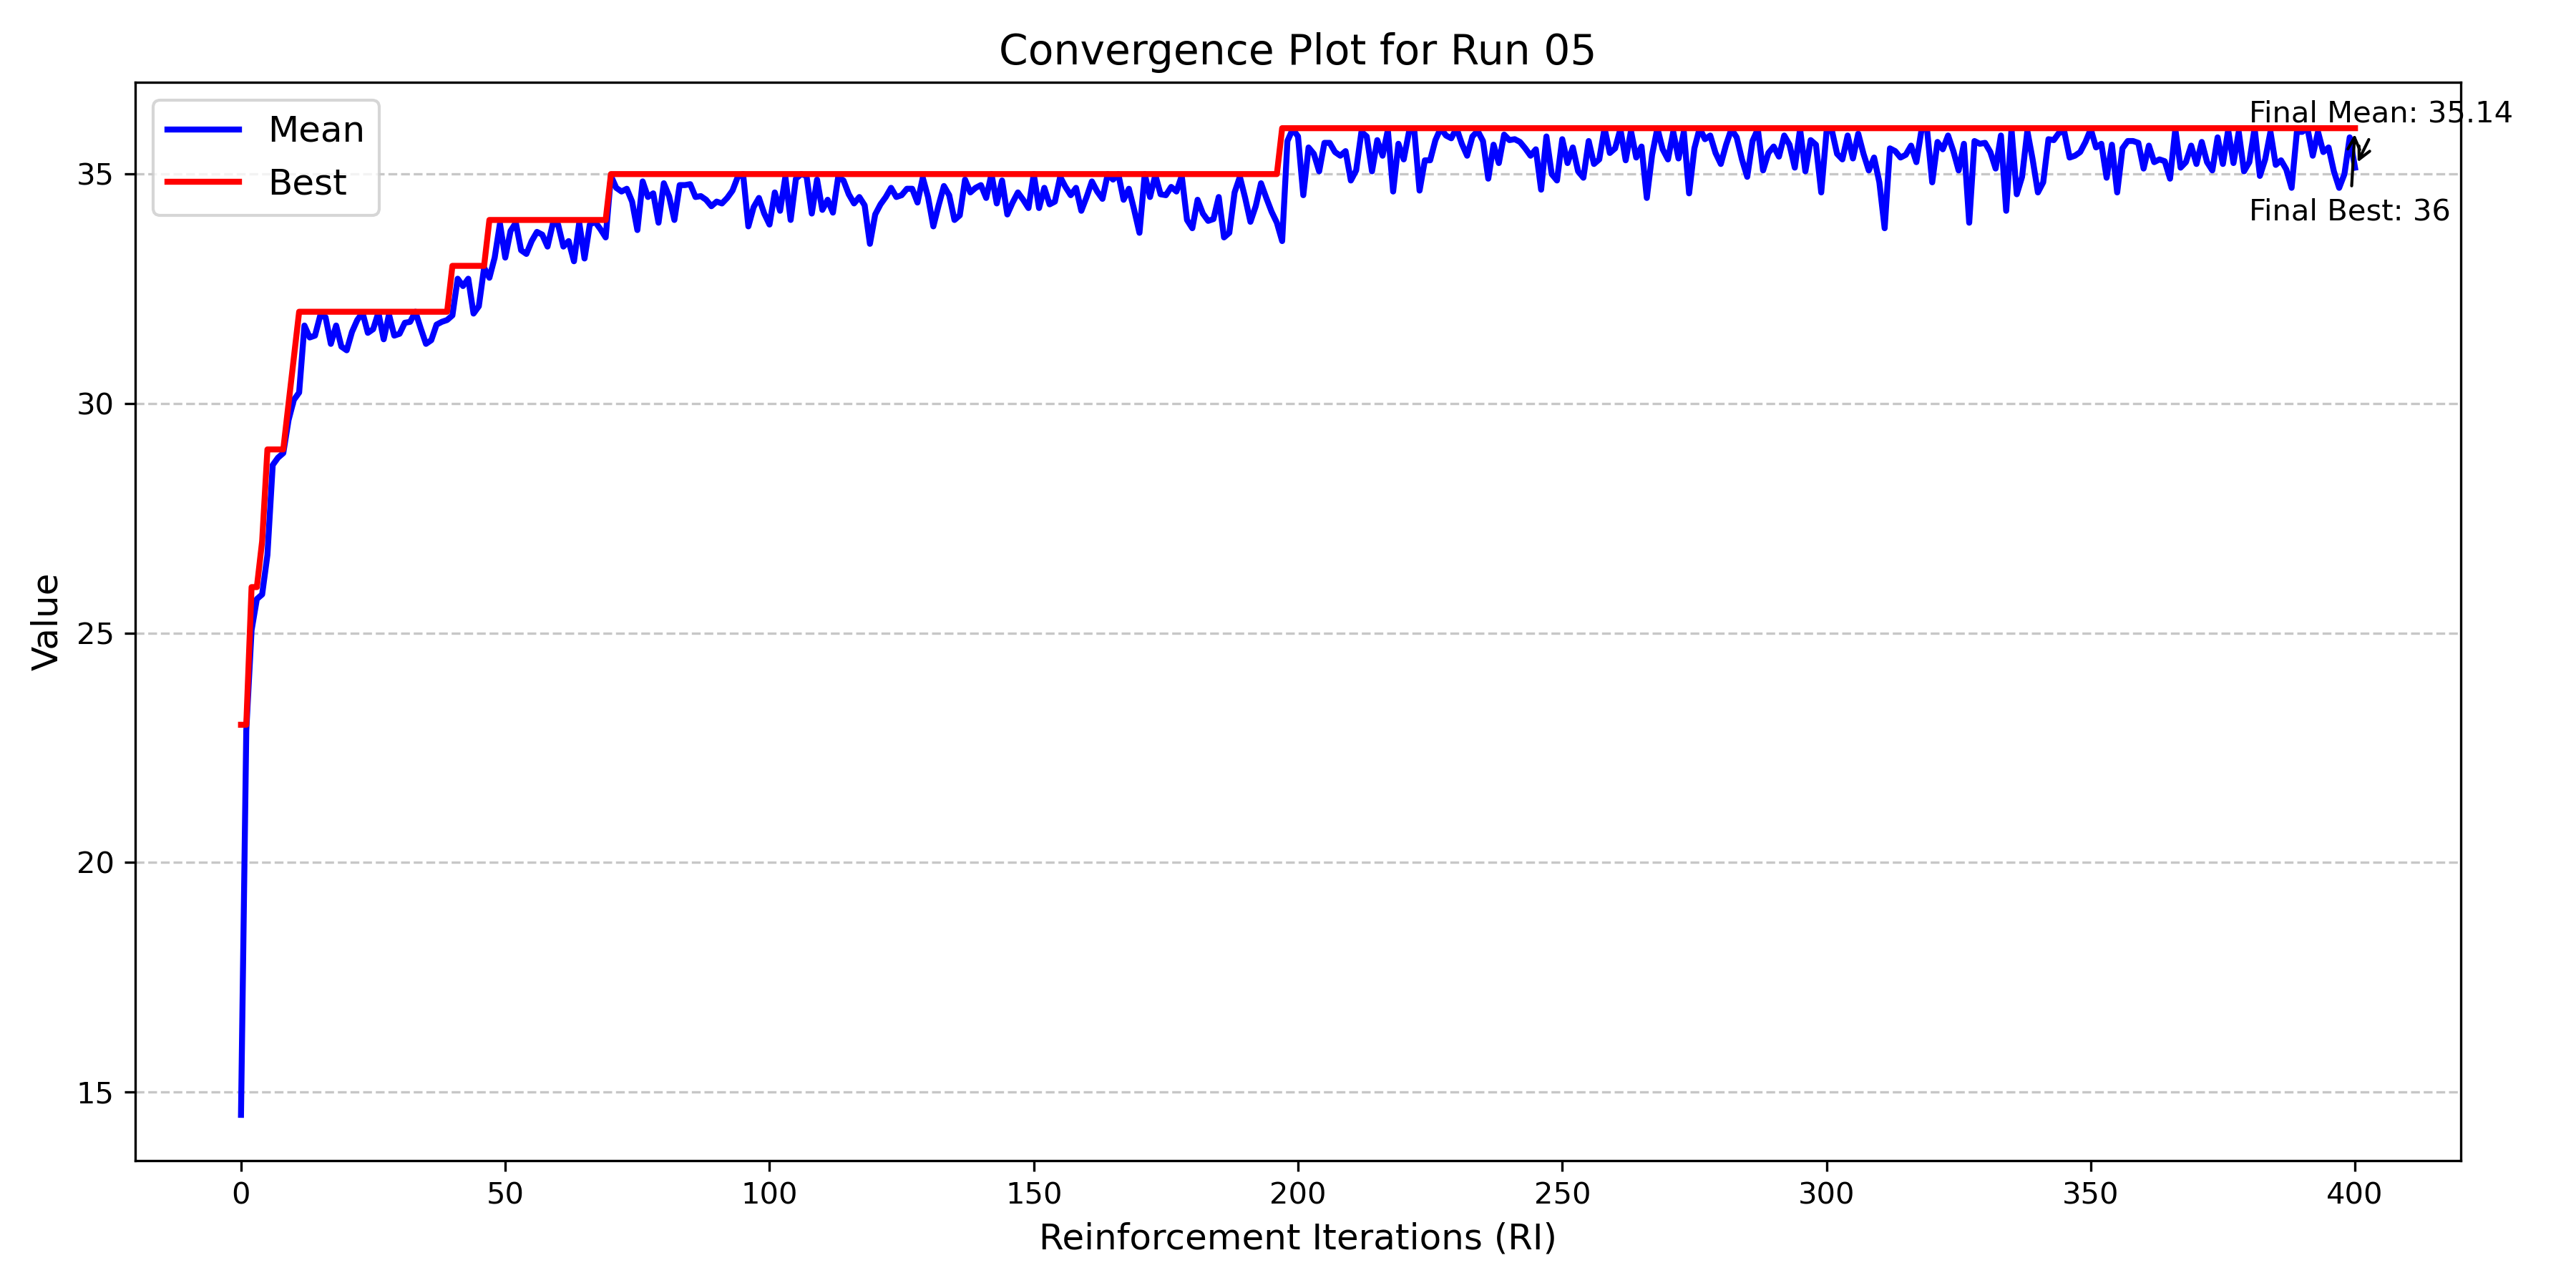 Convergence Plot for Run 05
Mean
Best
Final Mean: 35.14
Final Best: 36
35
30
25
20
15
Value
0 50 100 150 200 250 300 350 400
Reinforcement Iterations (RI)